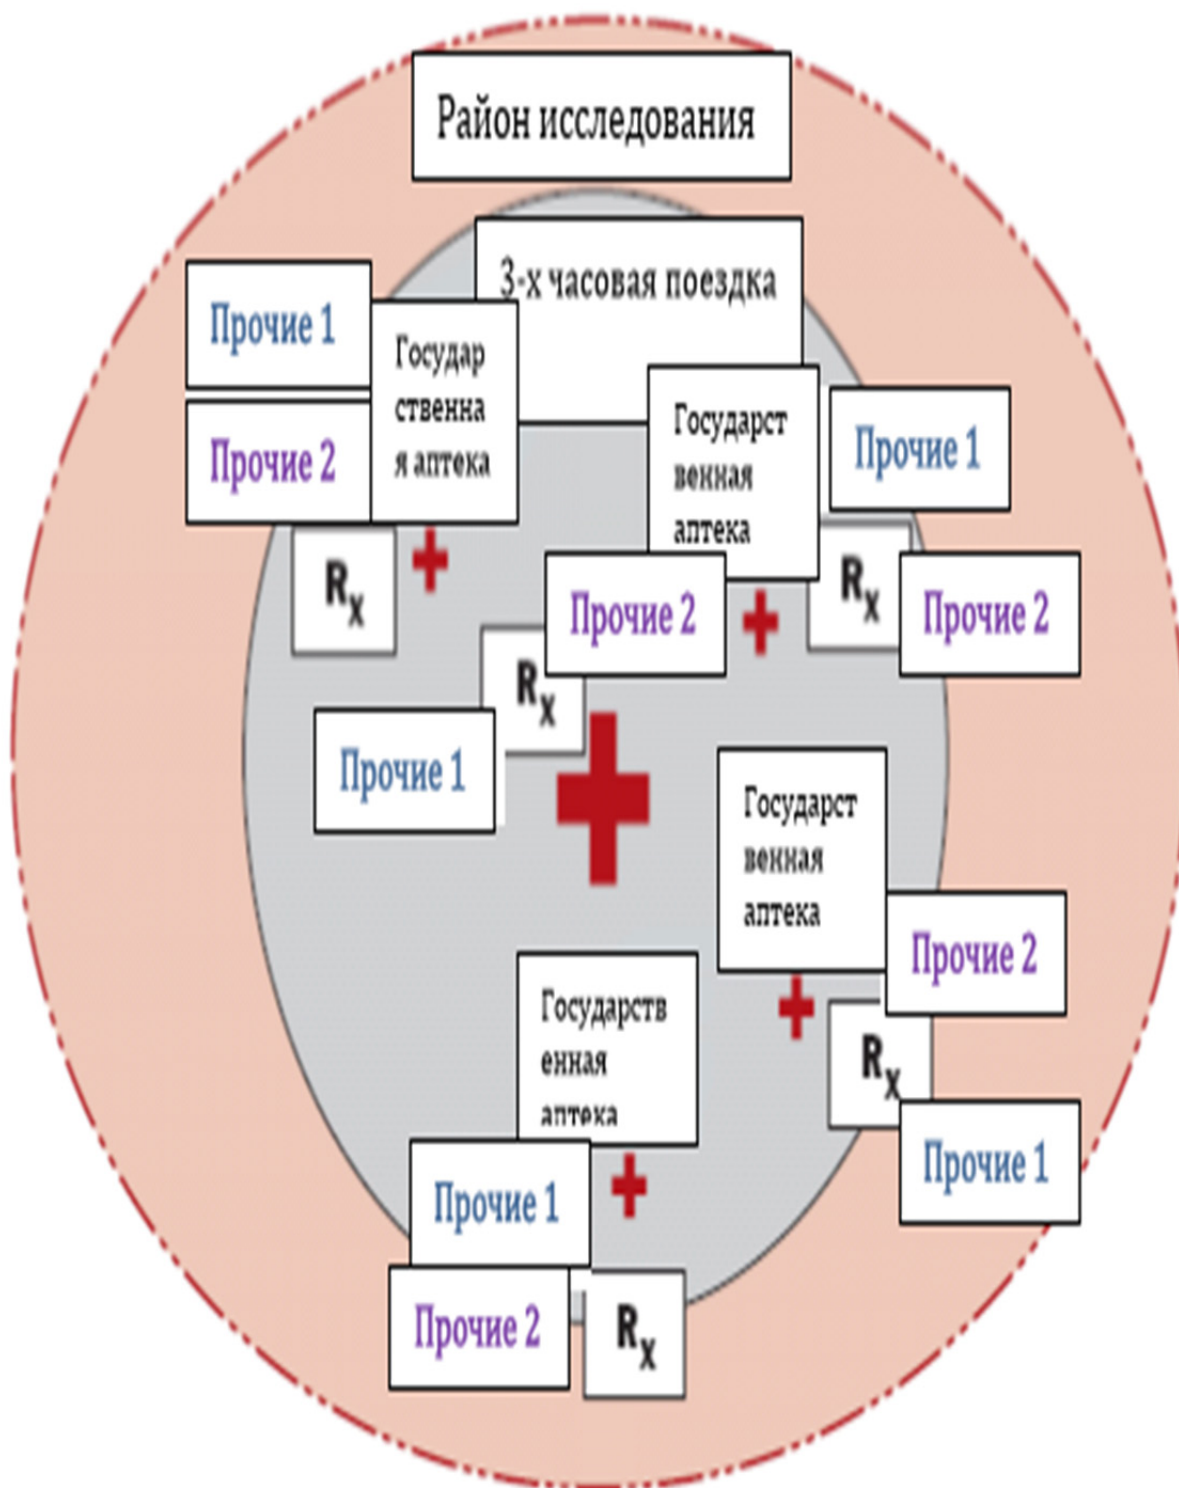 Район исследования
3-х часовая поездка
Прочие 1
Прочие 2
Государ
ственна
я аптека
Rx
Государст
венная
аптека
Прочие 1
Rx
Прочие 2
Прочие 2
Rx
Прочие 1
Государст
венная
аптека
Прочие 2
Rx
Прочие 1
Государств
енная
аптека
Прочие 1
Прочие 2
Rx